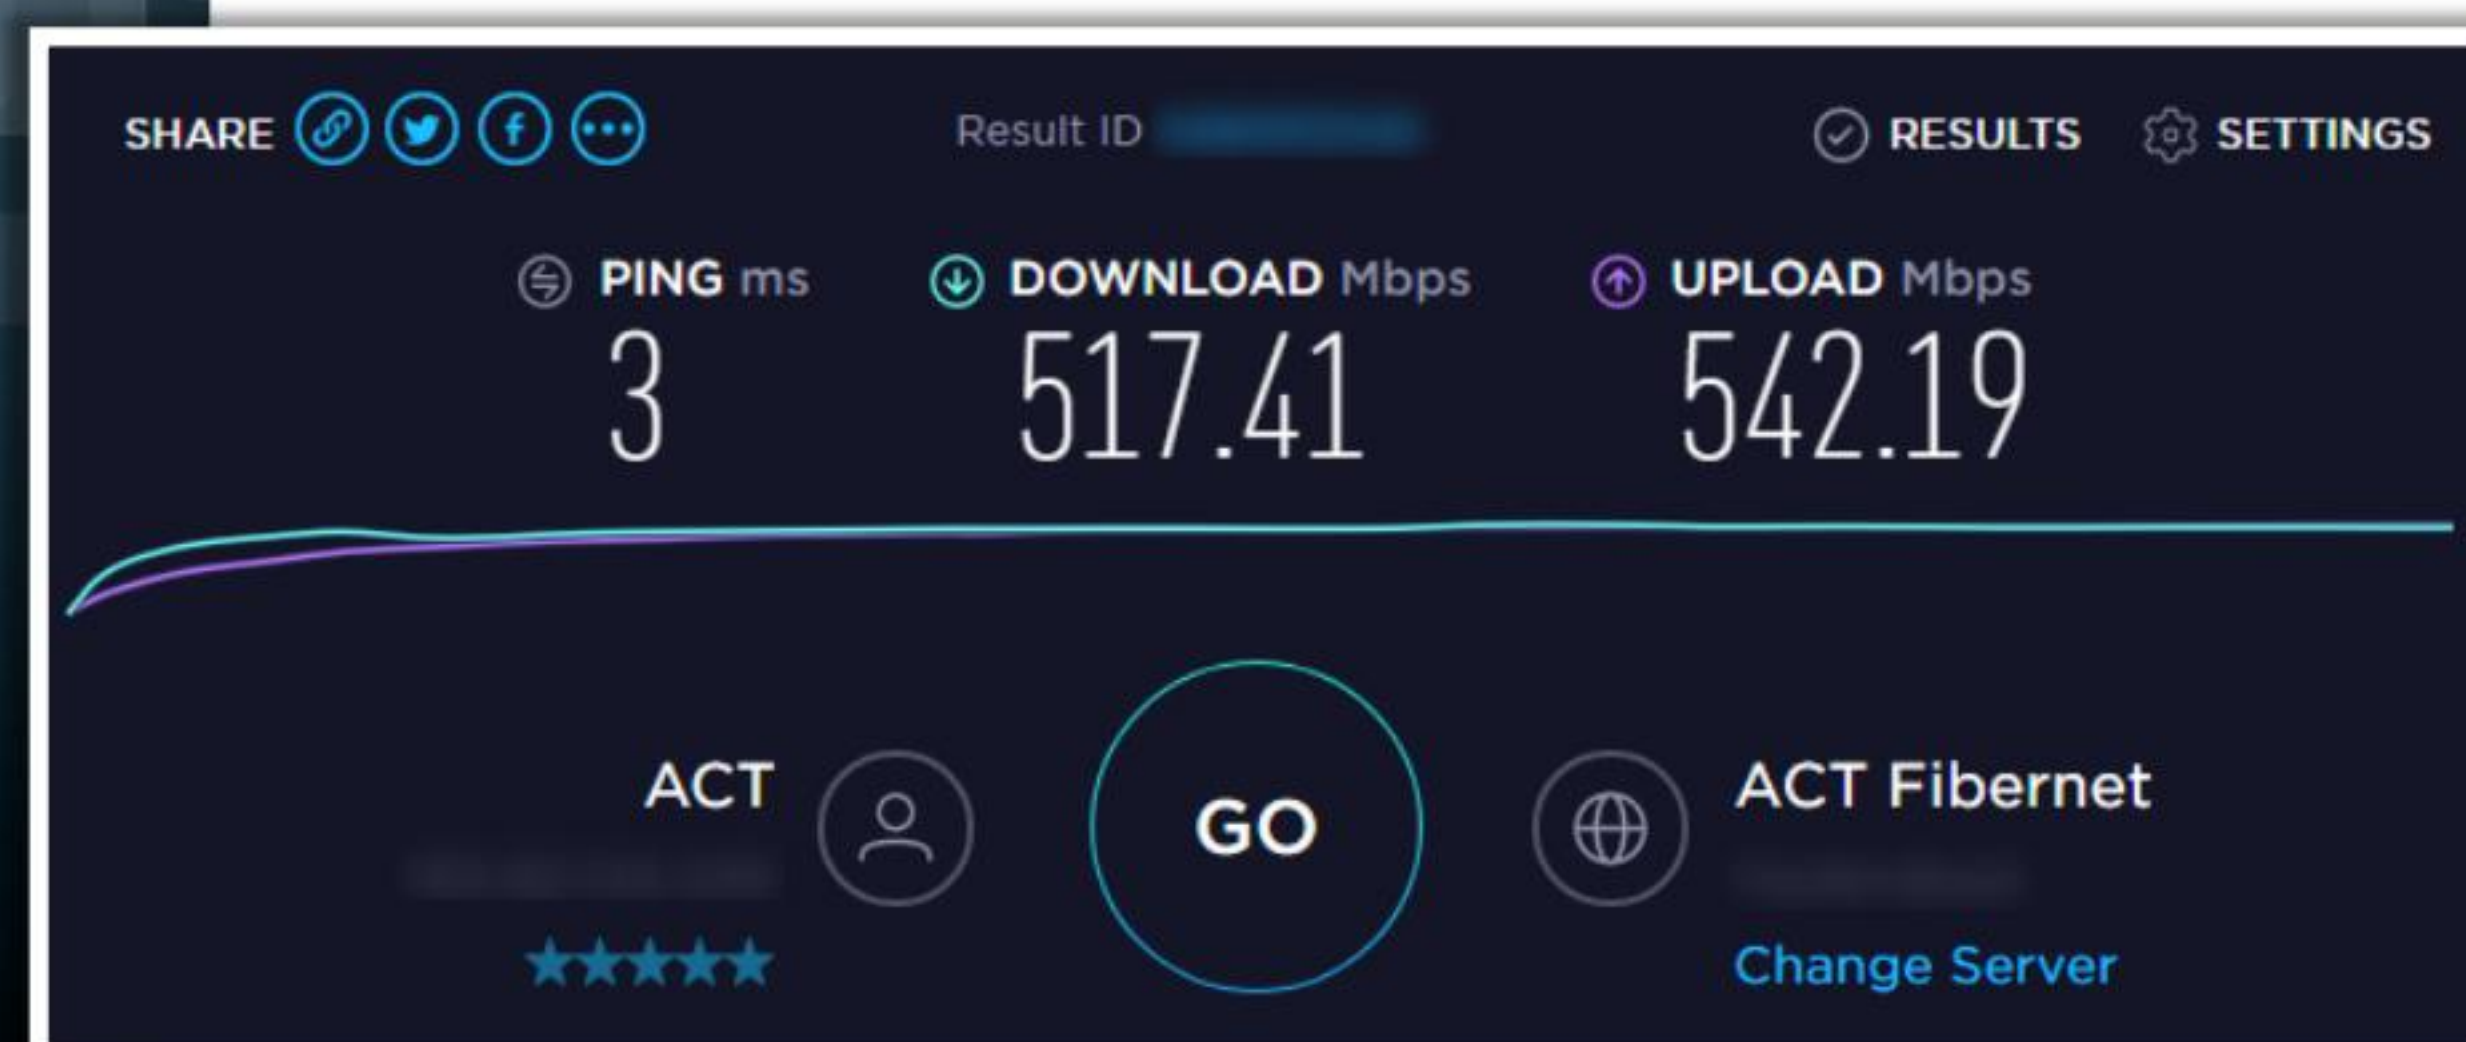 SHARE Result ID RESULTS SETTINGS
PING ms DOWNLOAD Mbps UPLOAD Mbps
3 517.41 542.19
ACT GO ACT Fibernet
Change Server